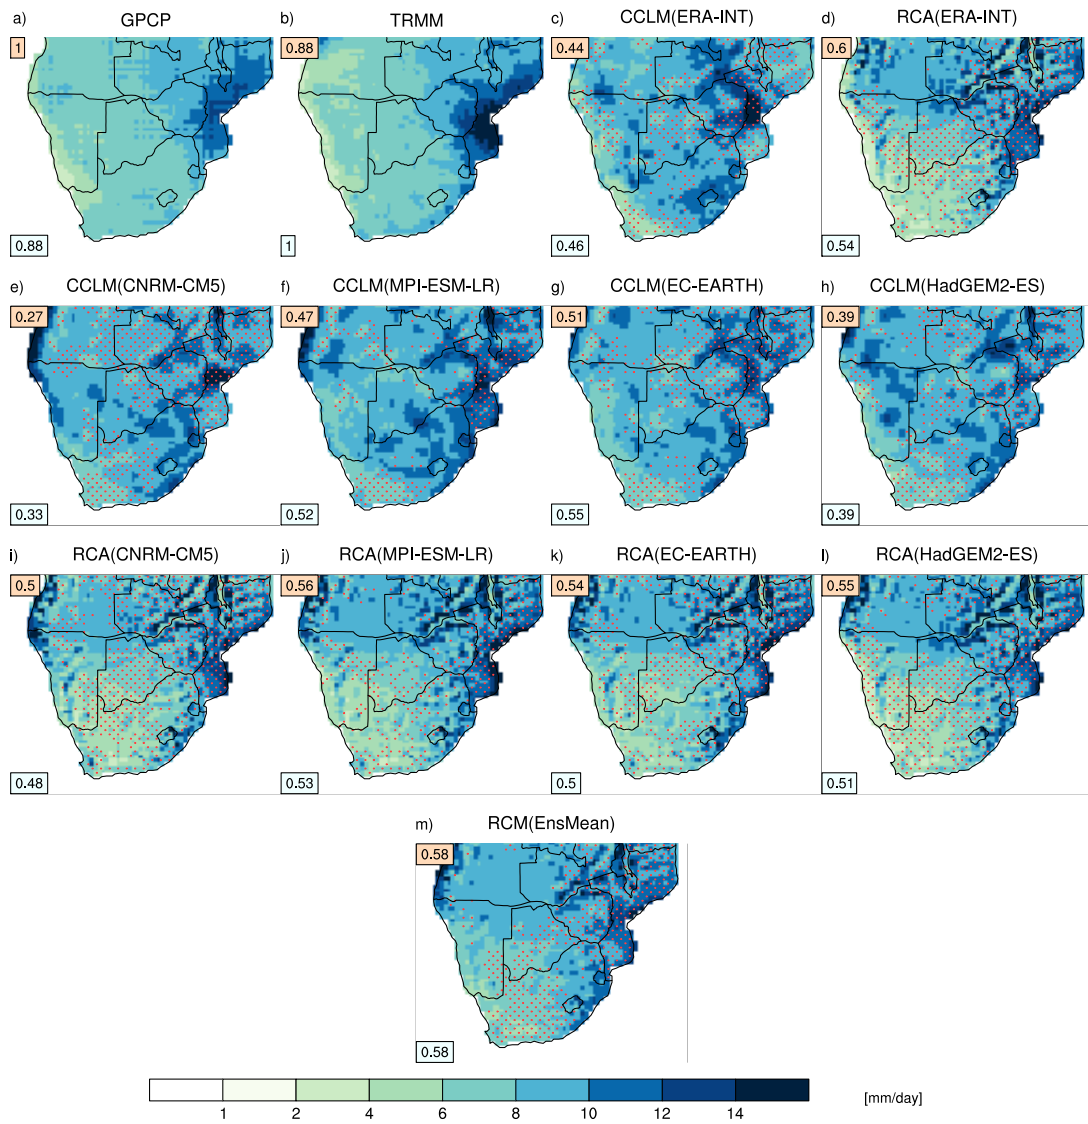 a) GPCP b) TRMM c) CCLM(ERA-INT) d) RCA(ERA-INT)
1 0.88 0.44 0.6
0.88 1 0.46 0.54
e) CCLM(CNRM-CM5) f) CCLM(MPI-ESM-LR) g) CCLM(EC-EARTH) h) CCLM(HadGEM2-ES)
0.27 0.47 0.51 0.39
0.33 0.52 0.55 0.39
i) RCA(CNRM-CM5) j) RCA(MPI-ESM-LR) k) RCA(EC-EARTH) l) RCA(HadGEM2-ES)
0.5 0.56 0.54 0.55
0.48 0.53 0.5 0.51
m) RCM(EnsMean)
0.58
0.58
1 2 4 6 8 10 12 14 [mm/day]